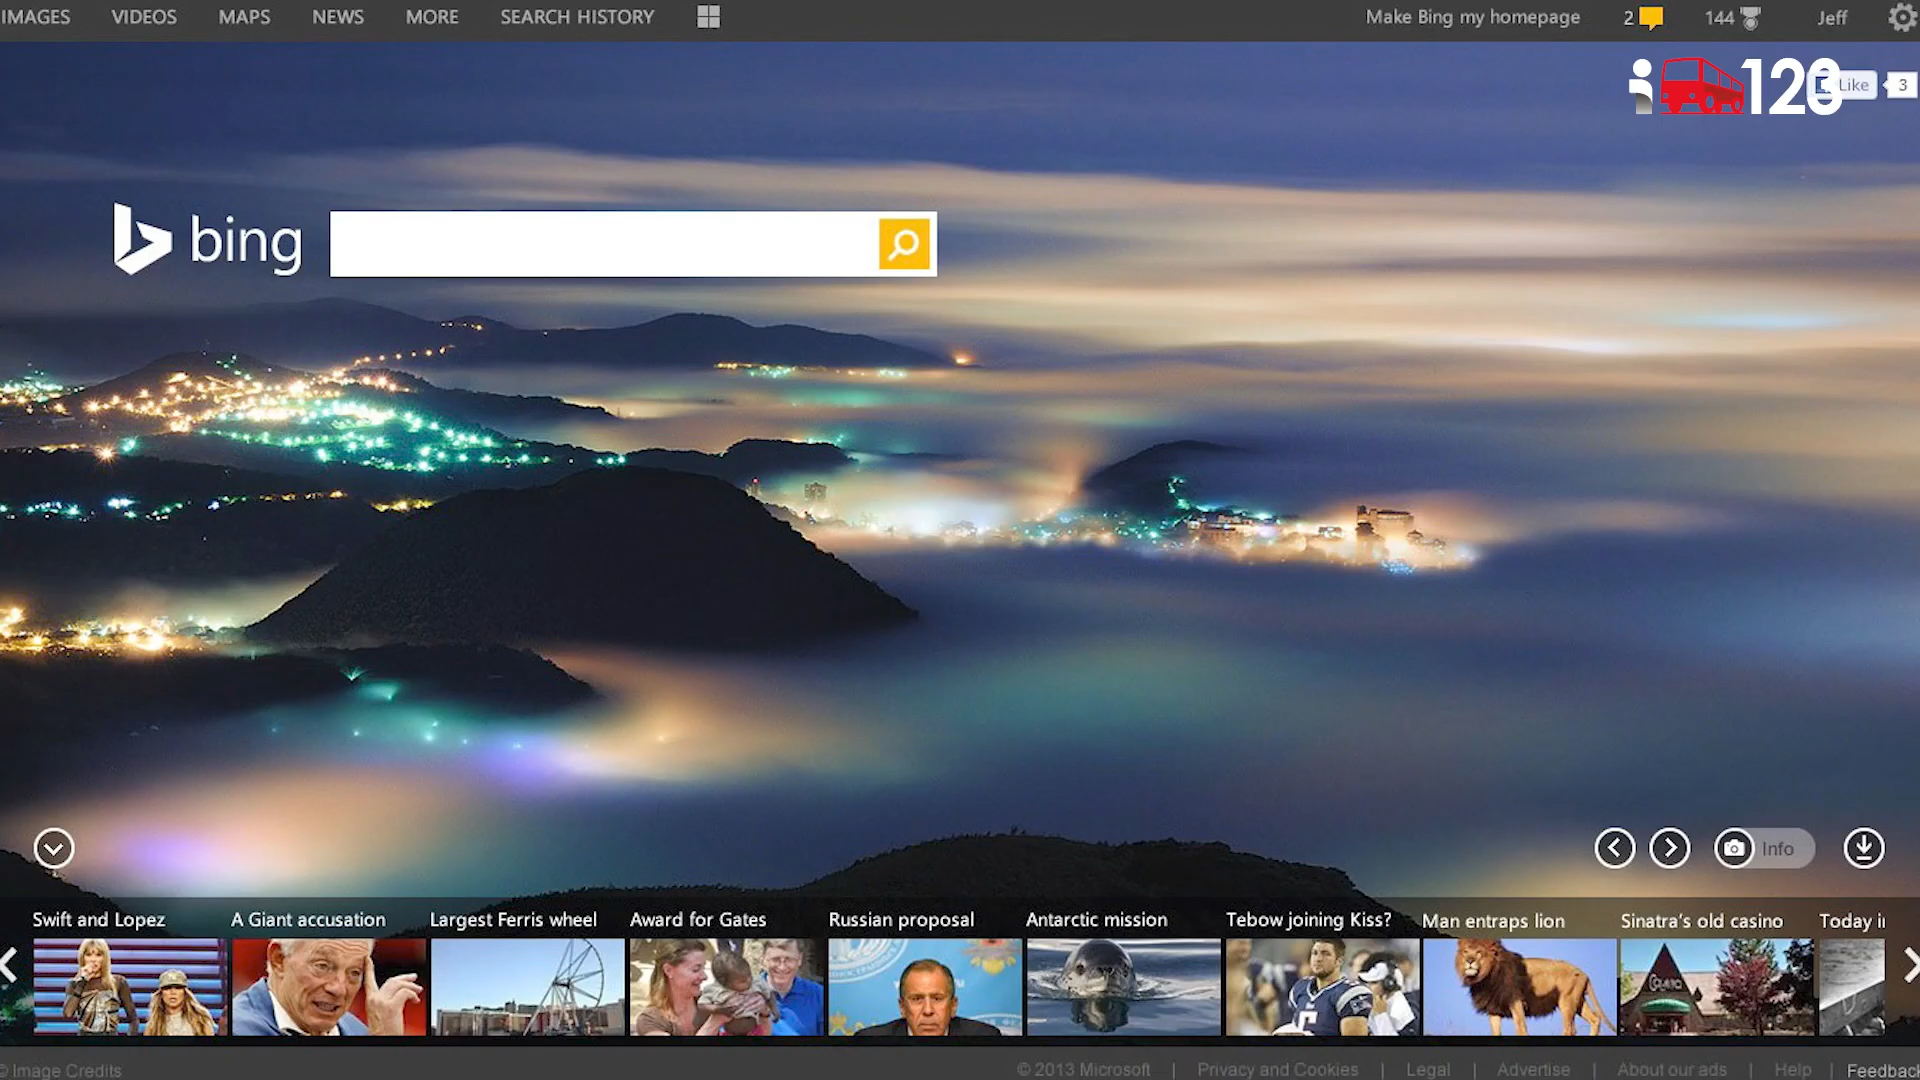 IMAGES VIDEOS MAPS NEWS MORE SEARCH HISTORY Make Bing my homepage 2 144 Jeff
i 123 Like 3
bing
Info
Swift and Lopez A Giant accusation Largest Ferris wheel Award for Gates Russian proposal Antarctic mission Tebow joining Kiss? Man entraps lion Sinatra's old casino Today i
© Image Credits © 2013 Microsoft | Privacy and Cookies | Legal | Advertise | About our ads | Help | Feedback